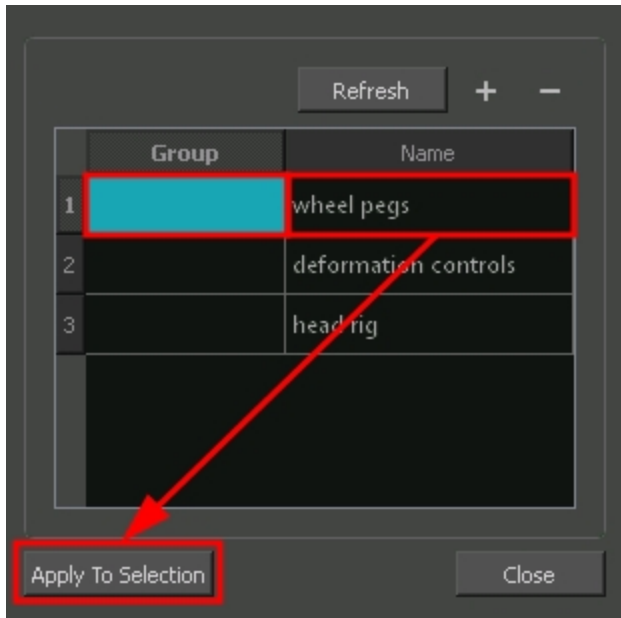 Refresh + −
Group Name
1 wheel pegs
2 deformation controls
3 head rig
Apply To Selection Close